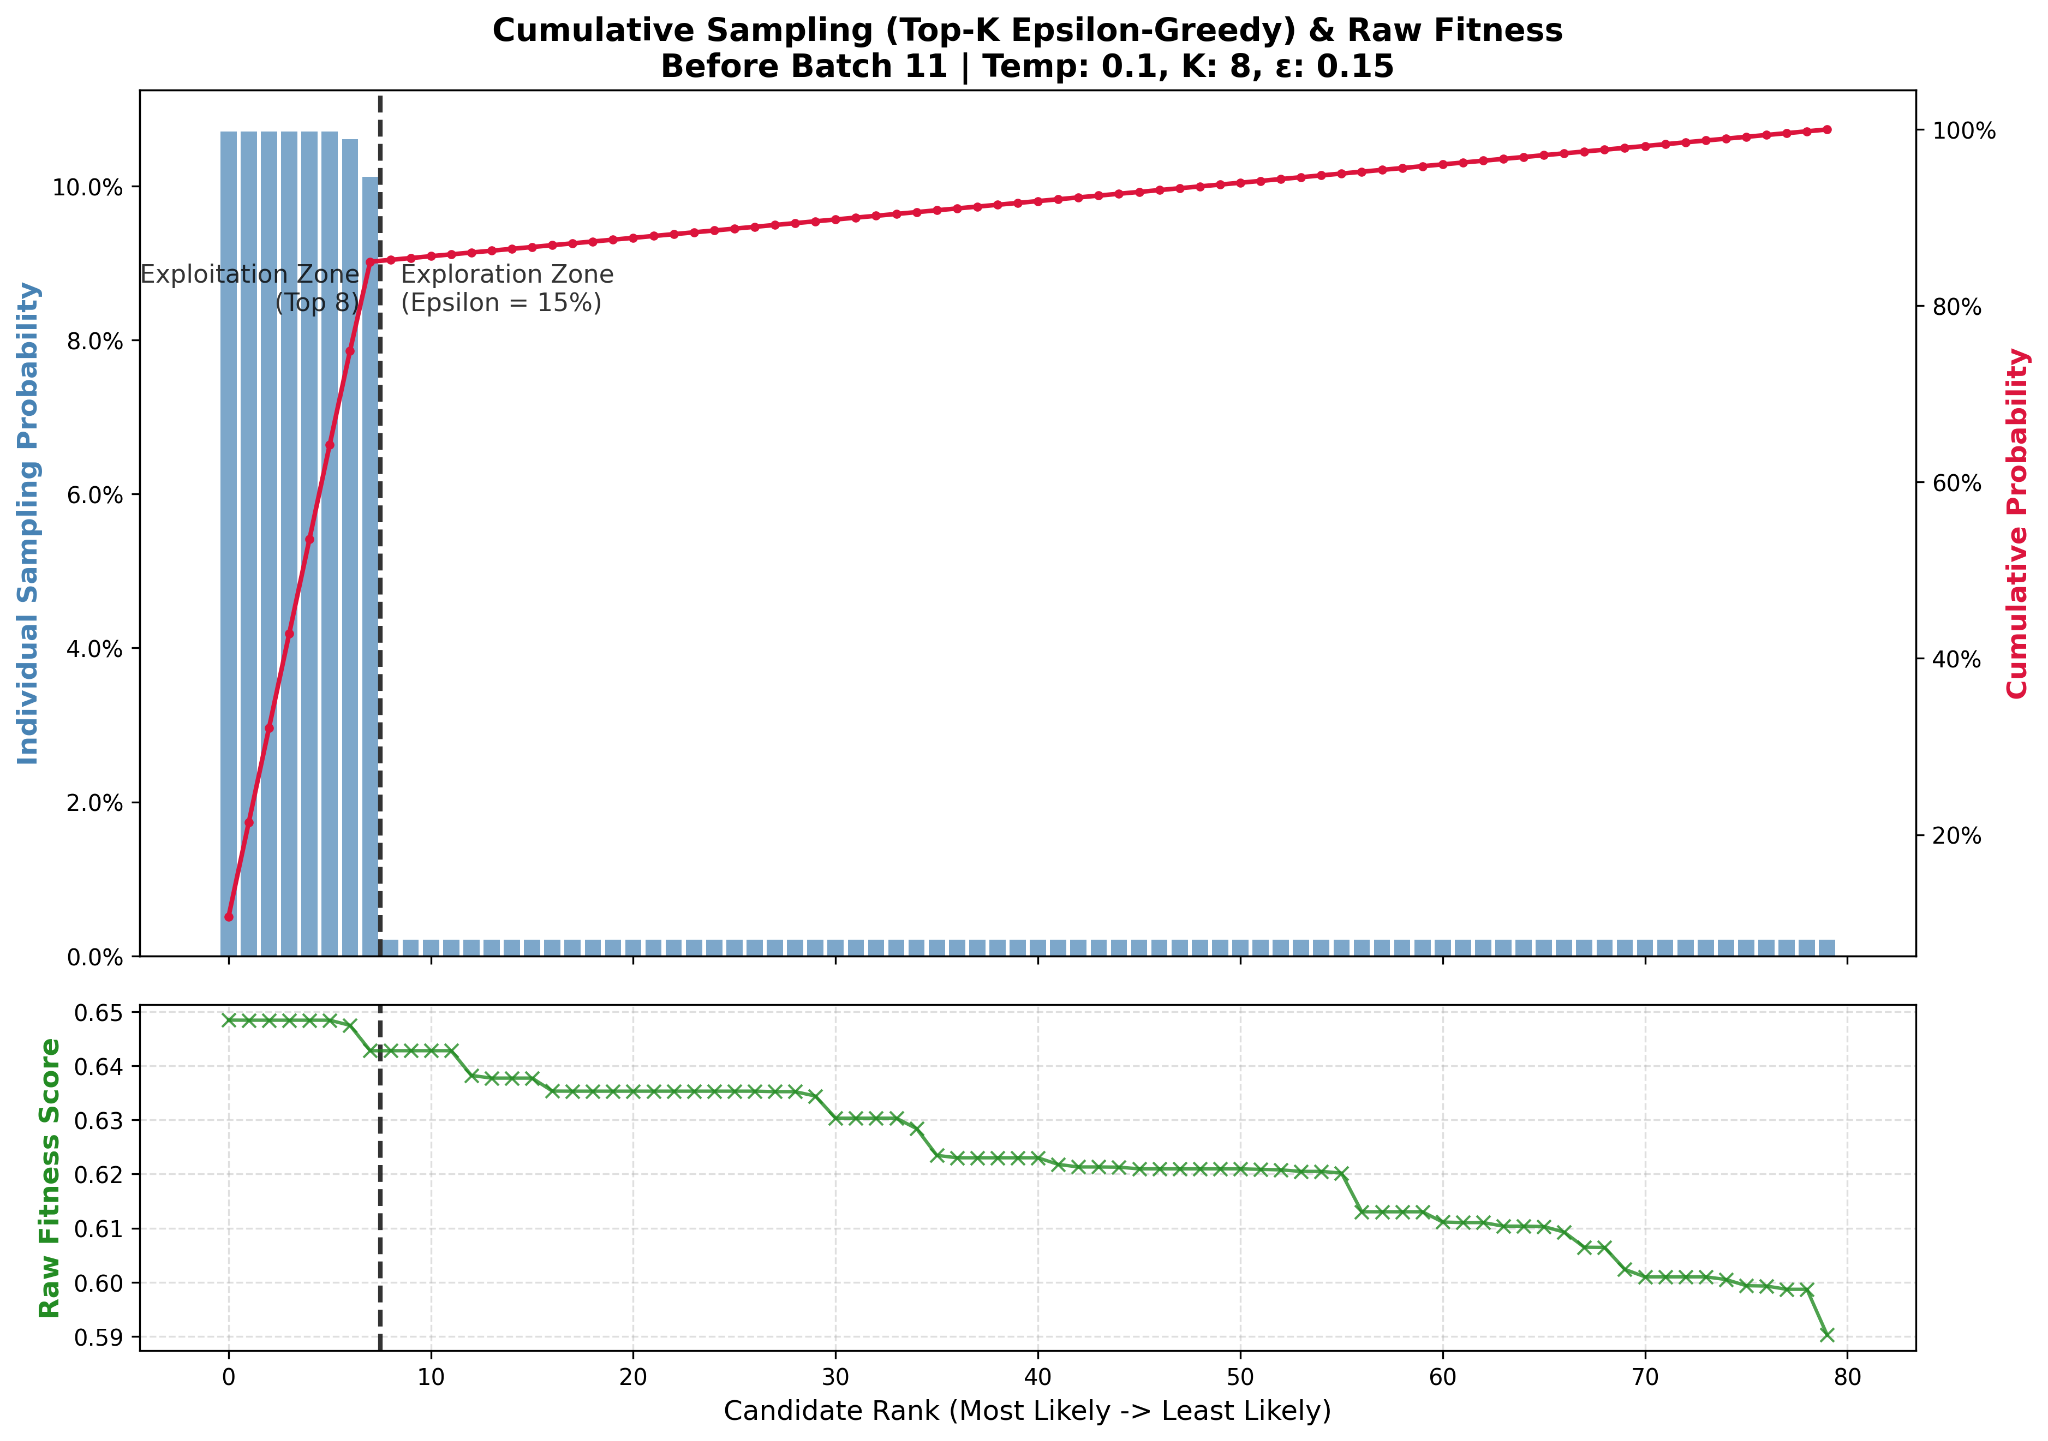 Cumulative Sampling (Top-K Epsilon-Greedy) & Raw Fitness
Before Batch 11 | Temp: 0.1, K: 8, ε: 0.15
Individual Sampling Probability
10.0%
8.0%
6.0%
4.0%
2.0%
0.0%
Exploitation Zone
(Top 8)
Exploration Zone
(Epsilon = 15%)
100%
80%
60%
40%
20%
Cumulative Probability
Raw Fitness Score
0.65
0.64
0.63
0.62
0.61
0.60
0.59
0 10 20 30 40 50 60 70 80
Candidate Rank (Most Likely -> Least Likely)